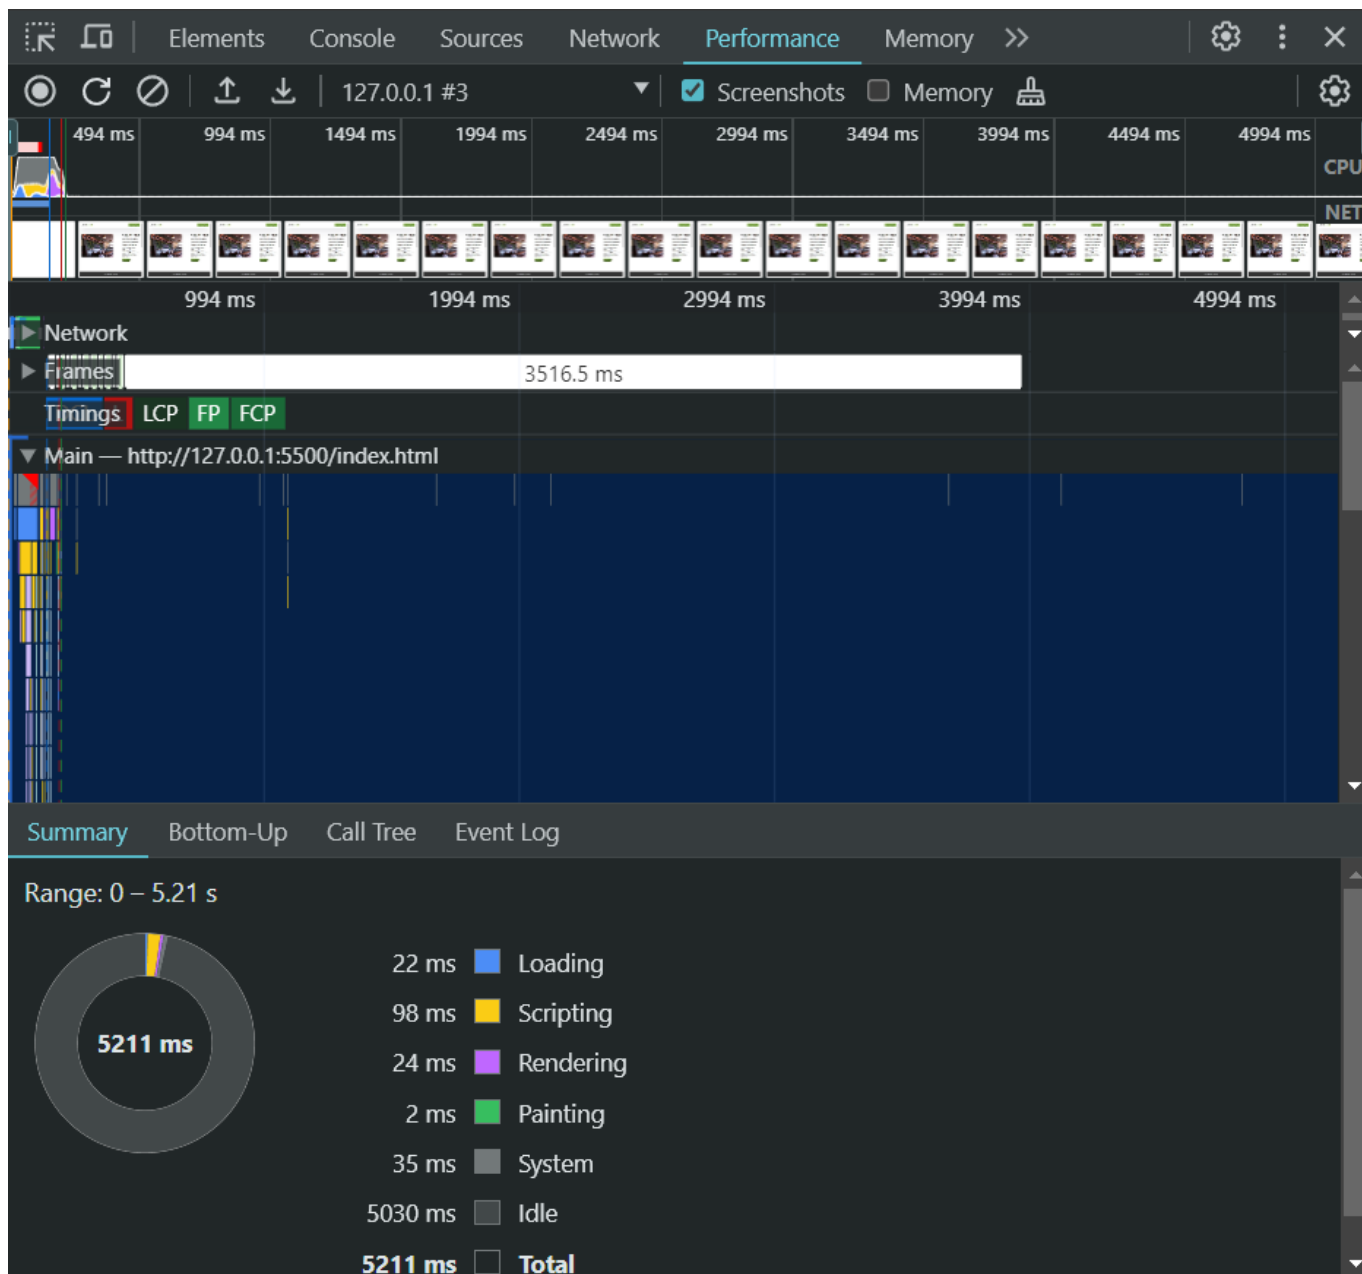 Elements Console Sources Network Performance Memory
127.0.0.1 #3 Screenshots Memory
494 ms 994 ms 1494 ms 1994 ms 2494 ms 2994 ms 3494 ms 3994 ms 4494 ms 4994 ms
CPU
NET
994 ms 1994 ms 2994 ms 3994 ms 4994 ms
Network
Frames 3516.5 ms
Timings LCP FP FCP
Main — http://127.0.0.1:5500/index.html
Summary Bottom-Up Call Tree Event Log
Range: 0 – 5.21 s
5211 ms
22 ms Loading
98 ms Scripting
24 ms Rendering
2 ms Painting
35 ms System
5030 ms Idle
5211 ms Total